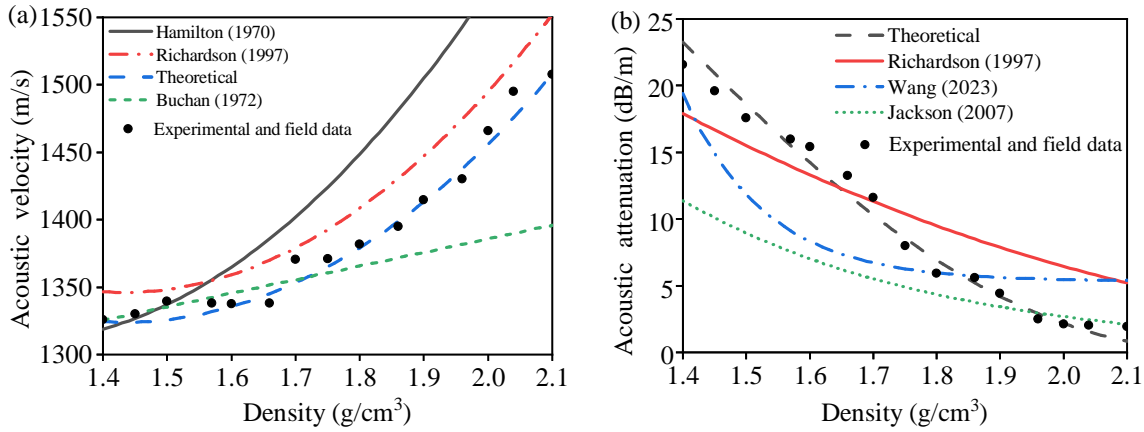 (a)
1550
1500
1450
1400
1350
1300
Acoustic velocity (m/s)
Hamilton (1970)
Richardson (1997)
Theoretical
Buchan (1972)
Experimental and field data
1.4 1.5 1.6 1.7 1.8 1.9 2.0 2.1
Density (g/cm³)
(b)
25
20
15
10
5
0
Acoustic attenuation (dB/m)
Theoretical
Richardson (1997)
Wang (2023)
Jackson (2007)
Experimental and field data
1.4 1.5 1.6 1.7 1.8 1.9 2.0 2.1
Density (g/cm³)